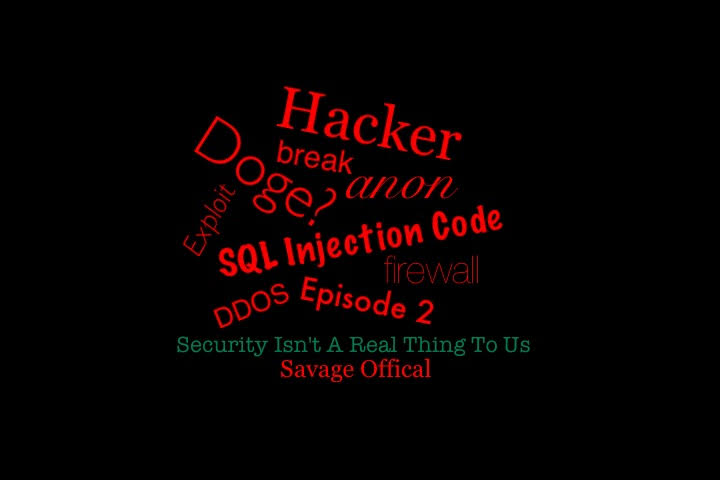 Hacker
Doge?
break
anon
Exploit
SQL Injection Code
firewall
DDOS
Episode 2
Security Isn't A Real Thing To Us
Savage Offical